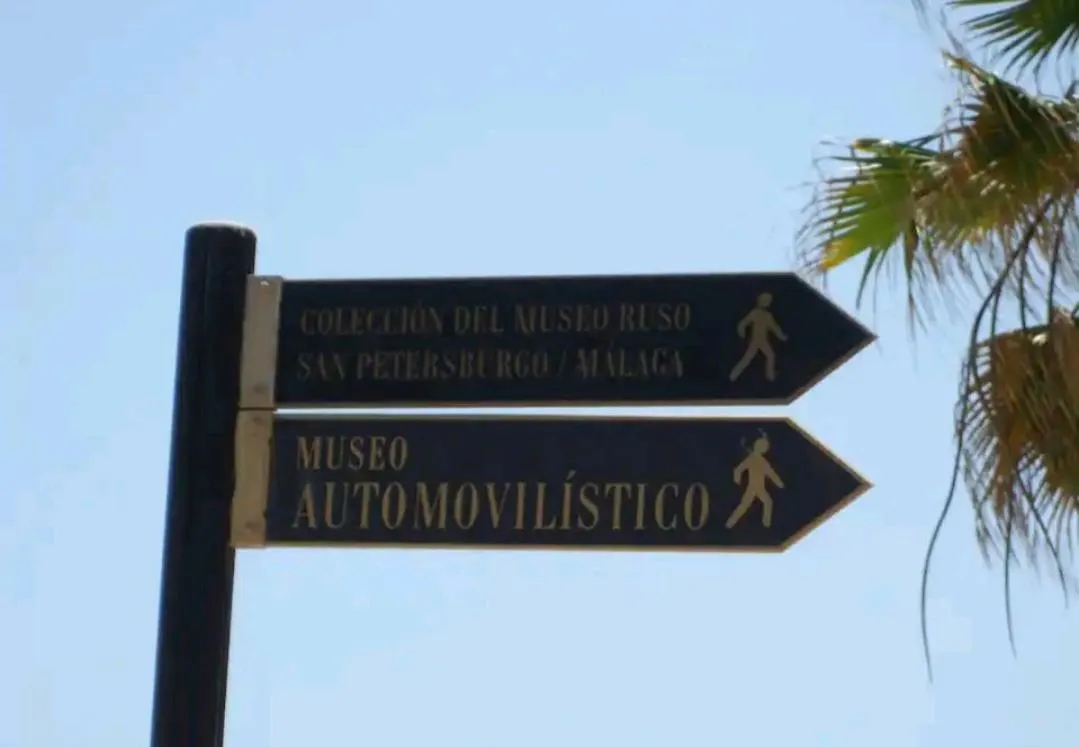 COLECCIÓN DEL MUSEO RUSO
SAN PETERSBURGO / MÁLAGA
MUSEO
AUTOMOVILÍSTICO